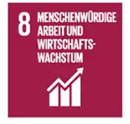 8 MENSCHENWÜRDIGE
ARBEIT UND
WIRTSCHAFTS-
WACHSTUM